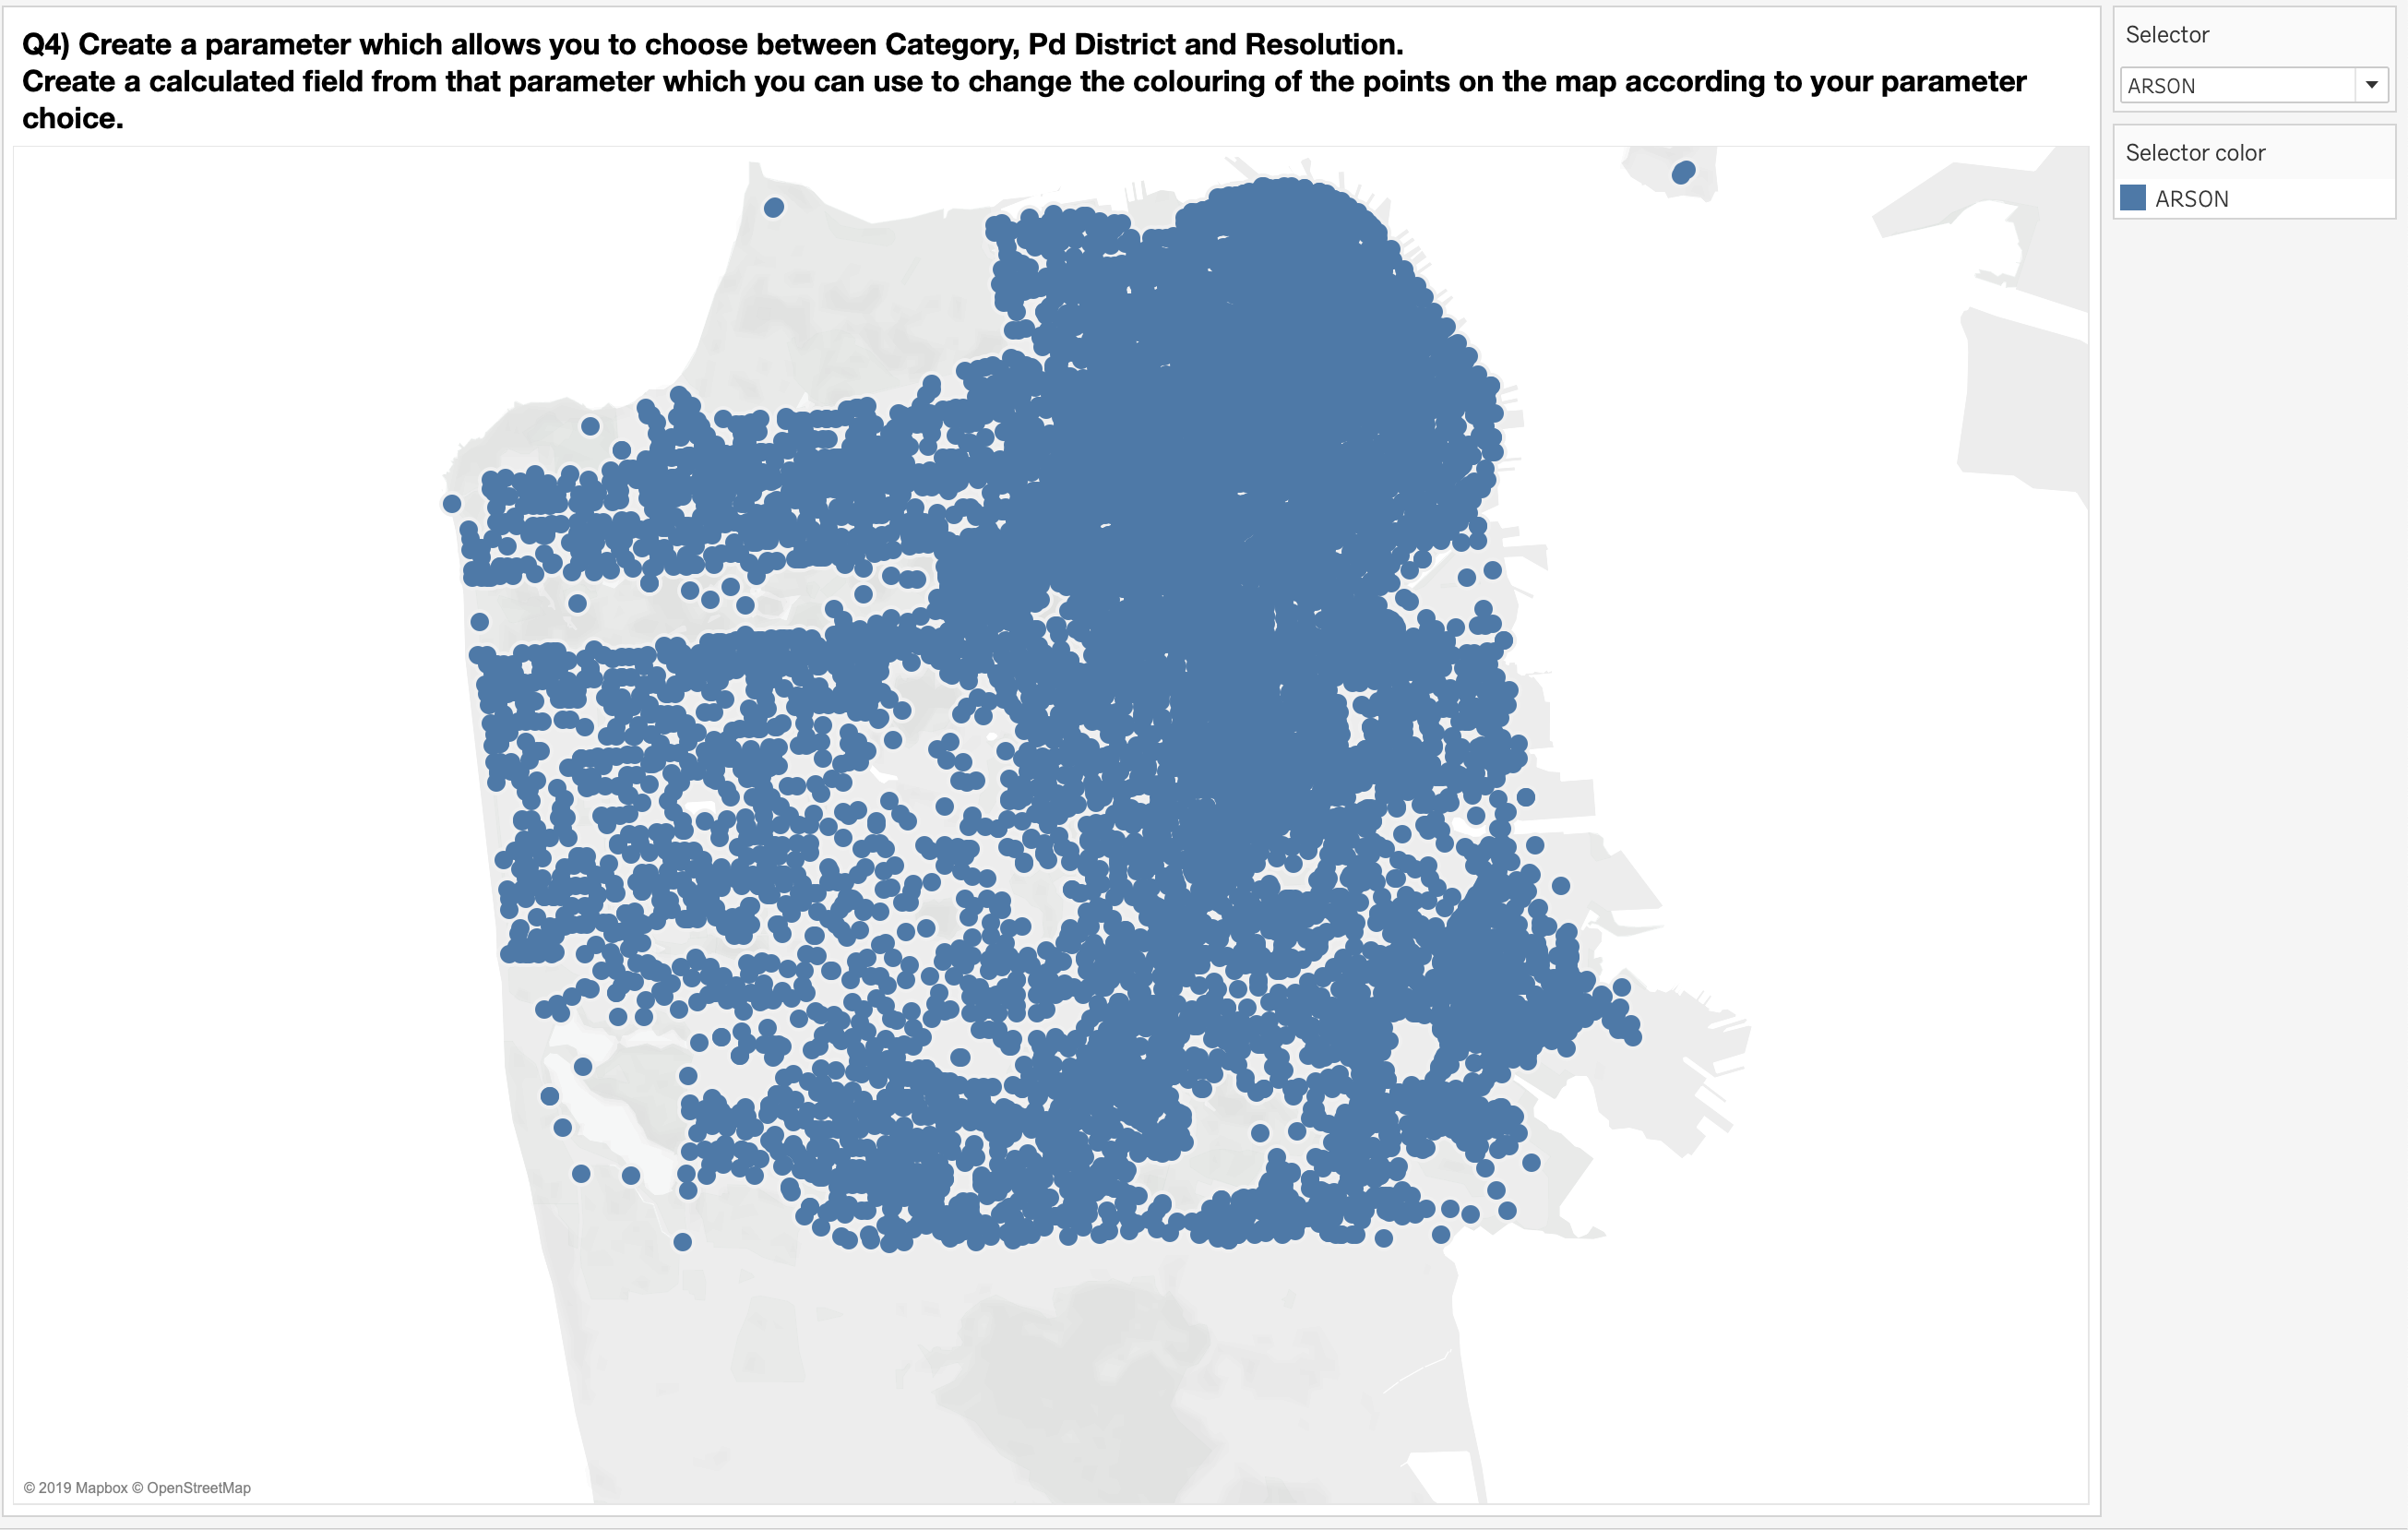 Q4) Create a parameter which allows you to choose between Category, Pd District and Resolution.
Create a calculated field from that parameter which you can use to change the colouring of the points on the map according to your parameter
choice.
Selector
ARSON
Selector color
ARSON
© 2019 Mapbox © OpenStreetMap